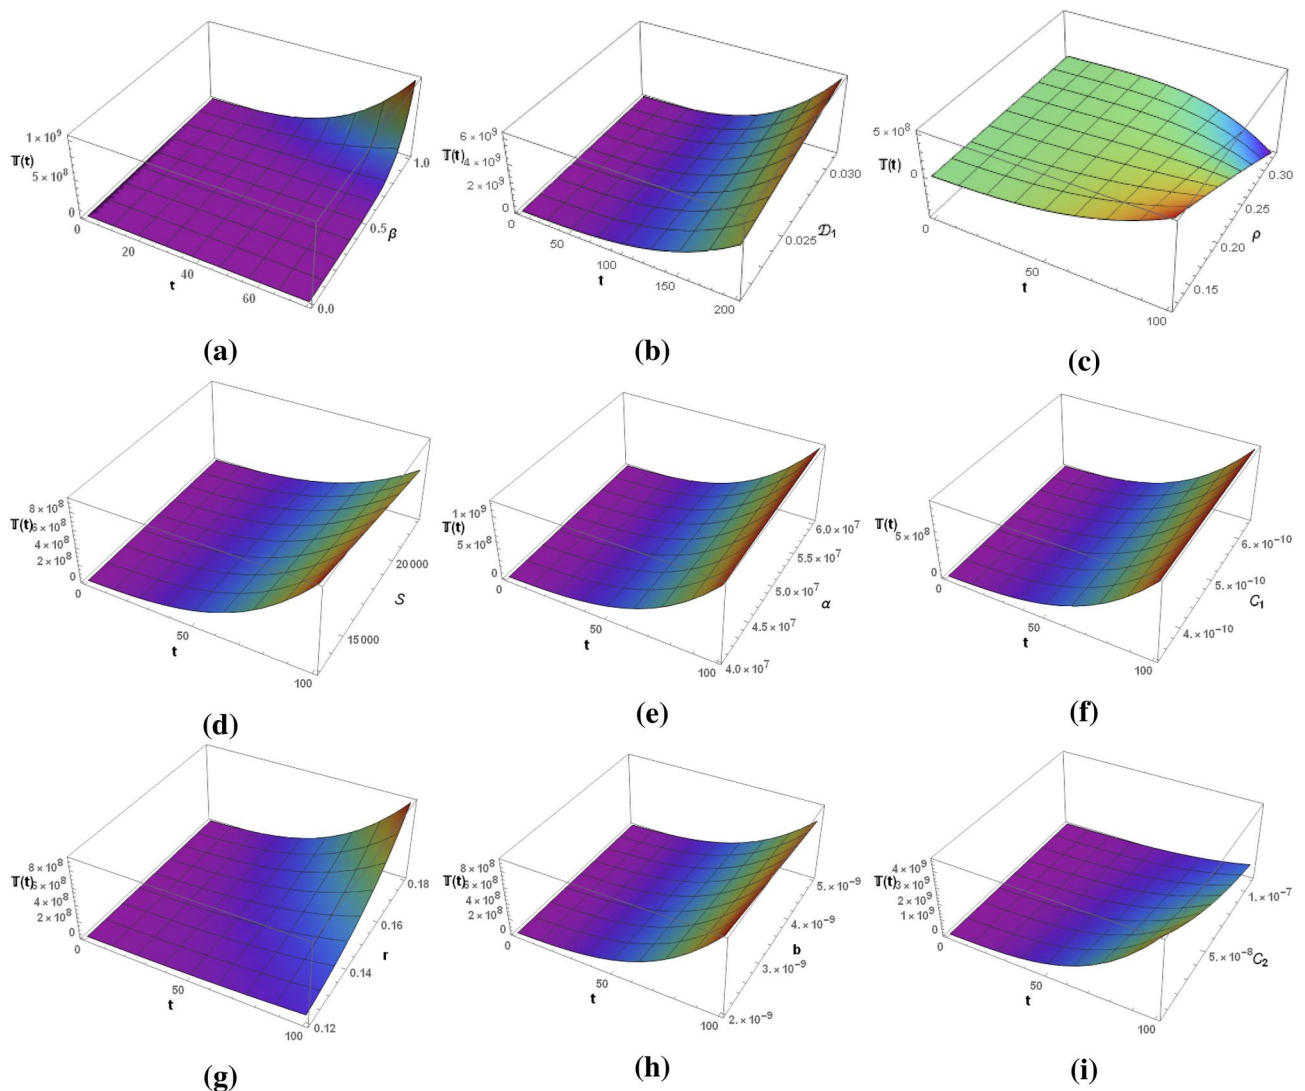 1 × 10⁹
𝕋(t)
5 × 10⁸
0
0
20
40
t
60
0.0
0.5
β
1.0
(a)
6 × 10⁹
𝕋(t)
4 × 10⁹
2 × 10⁹
0
0
50
100
t
150
200
0.025
𝒟₁
0.030
(b)
5 × 10⁸
𝕋(t)
0
0
50
t
100
0.15
0.20
ρ
0.25
0.30
(c)
8 × 10⁸
𝕋(t)
6 × 10⁸
4 × 10⁸
2 × 10⁸
0
0
50
t
100
15 000
S
20 000
(d)
1 × 10⁹
𝕋(t)
5 × 10⁸
0
0
50
t
100
4.0 × 10⁷
4.5 × 10⁷
α
5.0 × 10⁷
5.5 × 10⁷
6.0 × 10⁷
(e)
𝕋(t)
5 × 10⁸
0
0
50
t
100
4. × 10⁻¹⁰
C₁
5. × 10⁻¹⁰
6. × 10⁻¹⁰
(f)
8 × 10⁸
𝕋(t)
6 × 10⁸
4 × 10⁸
2 × 10⁸
0
0
50
t
100
0.12
0.14
r
0.16
0.18
(g)
8 × 10⁸
𝕋(t)
6 × 10⁸
4 × 10⁸
2 × 10⁸
0
0
50
t
100
2. × 10⁻⁹
3. × 10⁻⁹
b
4. × 10⁻⁹
5. × 10⁻⁹
(h)
4 × 10⁹
𝕋(t)
3 × 10⁹
2 × 10⁹
1 × 10⁹
0
0
50
t
100
5. × 10⁻⁸
C₂
1. × 10⁻⁷
(i)